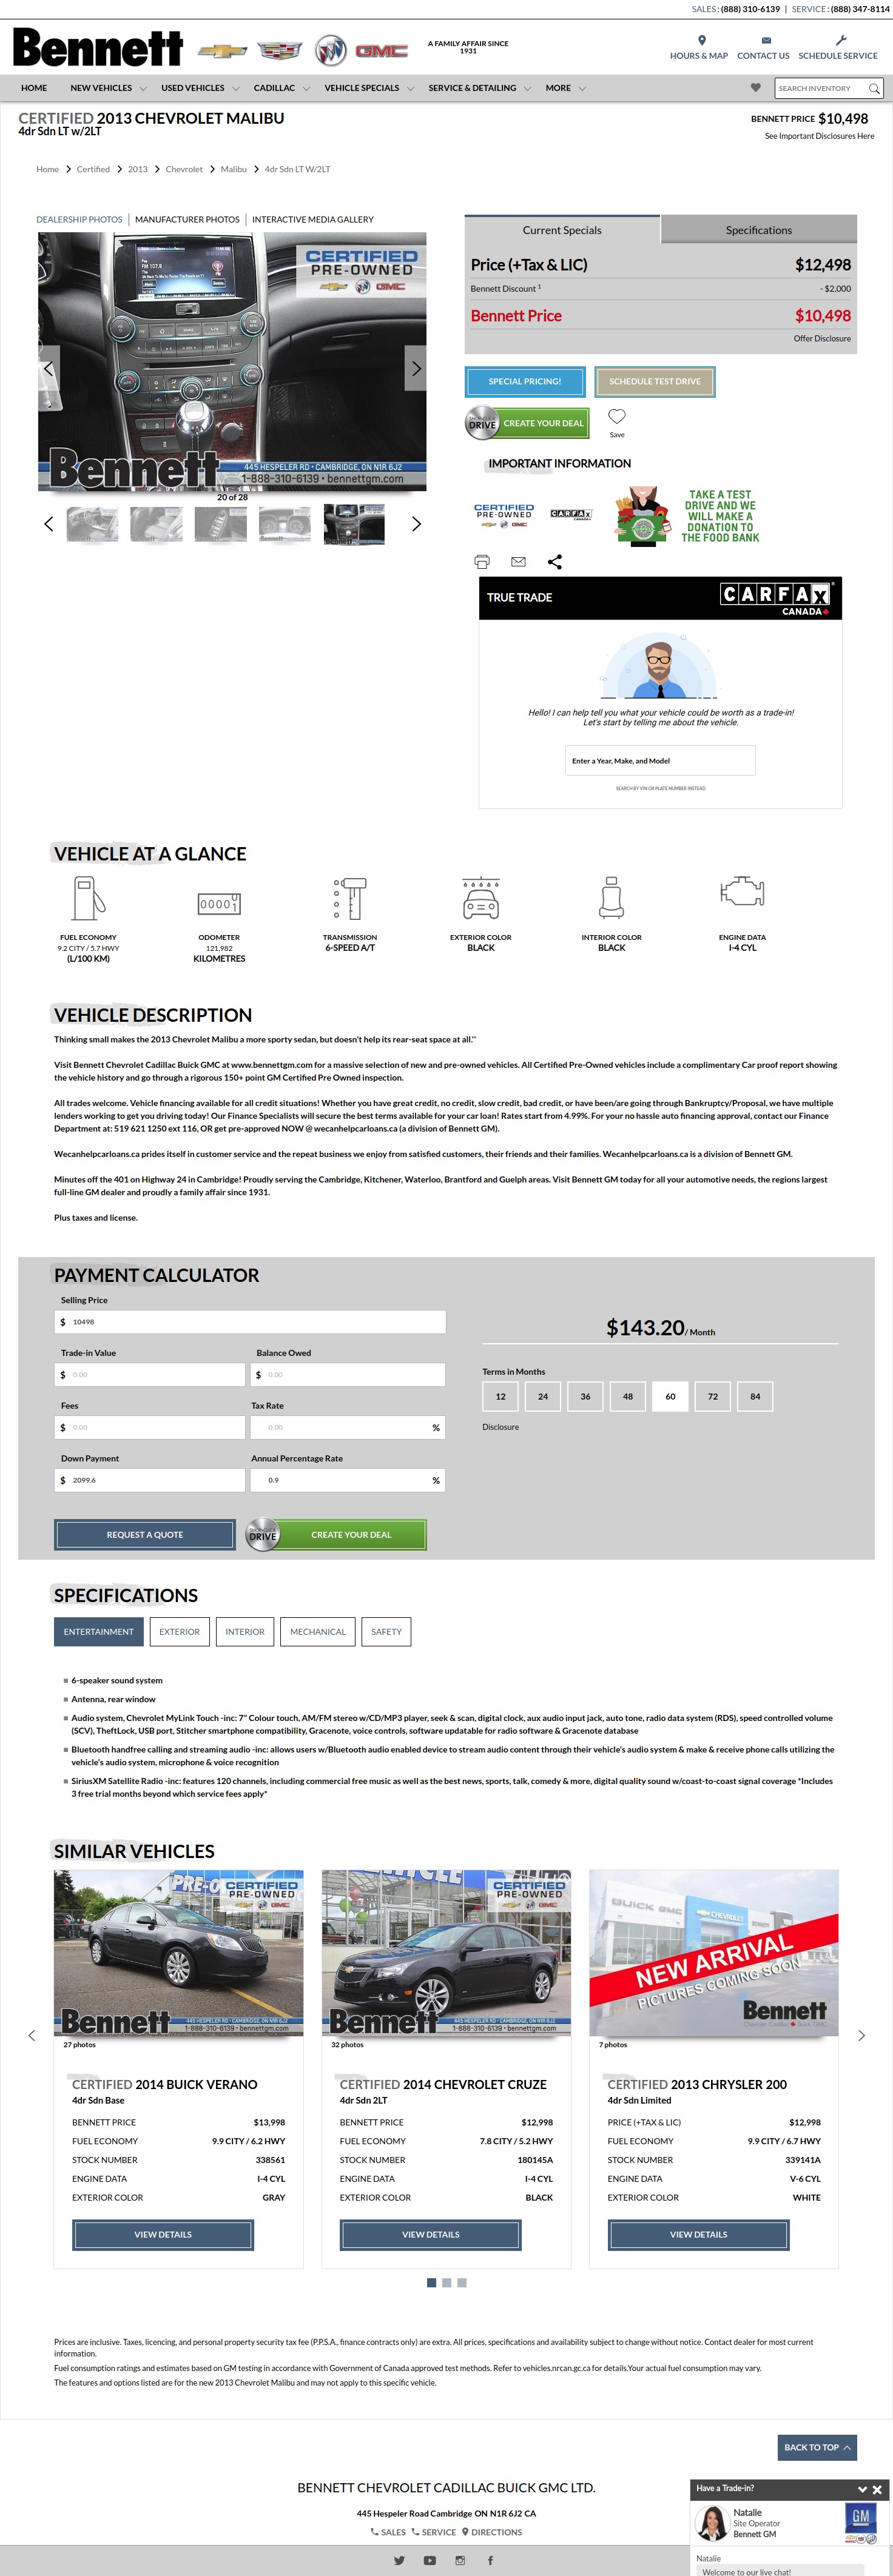 SALES: (888) 310-6139 | SERVICE: (888) 347-8114
Bennett
A FAMILY AFFAIR SINCE
1931
GMC
HOURS & MAP CONTACT US SCHEDULE SERVICE
HOME NEW VEHICLES USED VEHICLES CADILLAC VEHICLE SPECIALS SERVICE & DETAILING MORE
SEARCH INVENTORY
CERTIFIED 2013 CHEVROLET MALIBU
4dr Sdn LT w/2LT
BENNETT PRICE $10,498
See Important Disclosures Here
Home Certified 2013 Chevrolet Malibu 4dr Sdn LT W/2LT
DEALERSHIP PHOTOS MANUFACTURER PHOTOS INTERACTIVE MEDIA GALLERY
CERTIFIED
PRE-OWNED
GMC
Bennett
445 HESPELER RD • CAMBRIDGE, ON N1R 6J2
1-888-310-6139 • bennettgm.com
20 of 28
Current Specials Specifications
Price (+Tax & LIC) $12,498
Bennett Discount 1 - $2,000
Bennett Price $10,498
Offer Disclosure
SPECIAL PRICING! SCHEDULE TEST DRIVE
DRIVE CREATE YOUR DEAL
Save
IMPORTANT INFORMATION
CERTIFIED
PRE-OWNED
CARFAX
CANADA
TAKE A TEST
DRIVE AND WE
WILL MAKE A
DONATION TO
THE FOOD BANK
TRUE TRADE
CARFAX
CANADA
Hello! I can help tell you what your vehicle could be worth as a trade-in!
Let's start by telling me about the vehicle.
Enter a Year, Make, and Model
SEARCH BY VIN OR PLATE NUMBER INSTEAD
VEHICLE AT A GLANCE
FUEL ECONOMY
9.2 CITY / 5.7 HWY
(L/100 KM)
ODOMETER
121,982
KILOMETRES
TRANSMISSION
6-SPEED A/T
EXTERIOR COLOR
BLACK
INTERIOR COLOR
BLACK
ENGINE DATA
I-4 CYL
VEHICLE DESCRIPTION
Thinking small makes the 2013 Chevrolet Malibu a more sporty sedan, but doesn't help its rear-seat space at all.''
Visit Bennett Chevrolet Cadillac Buick GMC at www.bennettgm.com for a massive selection of new and pre-owned vehicles. All Certified Pre-Owned vehicles include a complimentary Car proof report showing
the vehicle history and go through a rigorous 150+ point GM Certified Pre Owned inspection.
All trades welcome. Vehicle financing available for all credit situations! Whether you have great credit, no credit, slow credit, bad credit, or have been/are going through Bankruptcy/Proposal, we have multiple
lenders working to get you driving today! Our Finance Specialists will secure the best terms available for your car loan! Rates start from 4.99%. For your no hassle auto financing approval, contact our Finance
Department at: 519 621 1250 ext 116, OR get pre-approved NOW @ wecanhelpcarloans.ca (a division of Bennett GM).
Wecanhelpcarloans.ca prides itself in customer service and the repeat business we enjoy from satisfied customers, their friends and their families. Wecanhelpcarloans.ca is a division of Bennett GM.
Minutes off the 401 on Highway 24 in Cambridge! Proudly serving the Cambridge, Kitchener, Waterloo, Brantford and Guelph areas. Visit Bennett GM today for all your automotive needs, the regions largest
full-line GM dealer and proudly a family affair since 1931.
Plus taxes and license.
PAYMENT CALCULATOR
Selling Price
$ 10498
Trade-in Value Balance Owed
$ 0.00 $ 0.00
Fees Tax Rate
$ 0.00 0.00 %
Down Payment Annual Percentage Rate
$ 2099.6 0.9 %
$143.20 / Month
Terms in Months
12 24 36 48 60 72 84
Disclosure
REQUEST A QUOTE DRIVE CREATE YOUR DEAL
SPECIFICATIONS
ENTERTAINMENT EXTERIOR INTERIOR MECHANICAL SAFETY
6-speaker sound system
Antenna, rear window
Audio system, Chevrolet MyLink Touch -inc: 7" Colour touch, AM/FM stereo w/CD/MP3 player, seek & scan, digital clock, aux audio input jack, auto tone, radio data system (RDS), speed controlled volume
(SCV), TheftLock, USB port, Stitcher smartphone compatibility, Gracenote, voice controls, software updatable for radio software & Gracenote database
Bluetooth handfree calling and streaming audio -inc: allows users w/Bluetooth audio enabled device to stream audio content through their vehicle's audio system & make & receive phone calls utilizing the
vehicle's audio system, microphone & voice recognition
SiriusXM Satellite Radio -inc: features 120 channels, including commercial free music as well as the best news, sports, talk, comedy & more, digital quality sound w/coast-to-coast signal coverage *Includes
3 free trial months beyond which service fees apply*
SIMILAR VEHICLES
CERTIFIED
PRE-OWNED
Bennett
445 HESPELER RD • CAMBRIDGE, ON N1R 6J2
1-888-310-6139 • bennettgm.com
27 photos
CERTIFIED 2014 BUICK VERANO
4dr Sdn Base
BENNETT PRICE $13,998
FUEL ECONOMY 9.9 CITY / 6.2 HWY
STOCK NUMBER 338561
ENGINE DATA I-4 CYL
EXTERIOR COLOR GRAY
VIEW DETAILS
CERTIFIED
PRE-OWNED
Bennett
445 HESPELER RD • CAMBRIDGE, ON N1R 6J2
1-888-310-6139 • bennettgm.com
32 photos
CERTIFIED 2014 CHEVROLET CRUZE
4dr Sdn 2LT
BENNETT PRICE $12,998
FUEL ECONOMY 7.8 CITY / 5.2 HWY
STOCK NUMBER 180145A
ENGINE DATA I-4 CYL
EXTERIOR COLOR BLACK
VIEW DETAILS
BUICK GMC CHEVROLET
NEW ARRIVAL
PICTURES COMING SOON
Bennett
7 photos
CERTIFIED 2013 CHRYSLER 200
4dr Sdn Limited
PRICE (+TAX & LIC) $12,998
FUEL ECONOMY 9.9 CITY / 6.7 HWY
STOCK NUMBER 339141A
ENGINE DATA V-6 CYL
EXTERIOR COLOR WHITE
VIEW DETAILS
Prices are inclusive. Taxes, licencing, and personal property security tax fee (P.P.S.A., finance contracts only) are extra. All prices, specifications and availability subject to change without notice. Contact dealer for most current
information.
Fuel consumption ratings and estimates based on GM testing in accordance with Government of Canada approved test methods. Refer to vehicles.nrcan.gc.ca for details.Your actual fuel consumption may vary.
The features and options listed are for the new 2013 Chevrolet Malibu and may not apply to this specific vehicle.
BACK TO TOP
BENNETT CHEVROLET CADILLAC BUICK GMC LTD.
445 Hespeler Road Cambridge ON N1R 6J2 CA
SALES SERVICE DIRECTIONS
Have a Trade-in?
Natalie
Site Operator
Bennett GM
GM
Natalie
Welcome to our live chat!